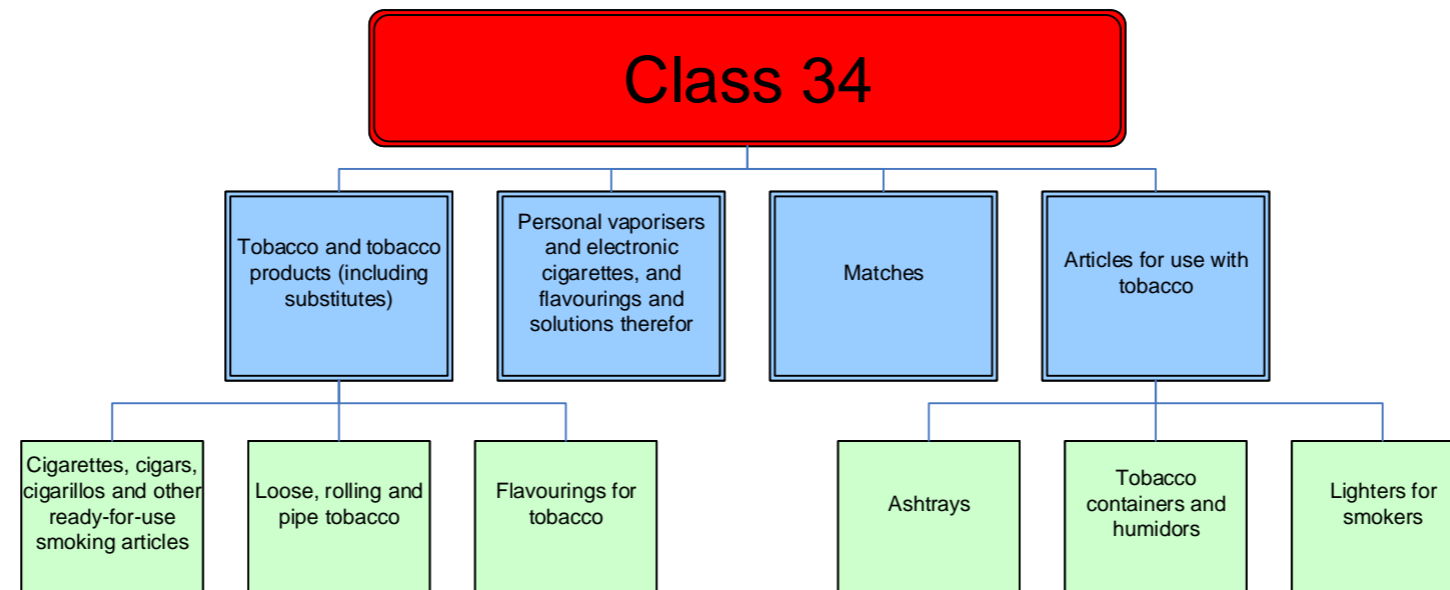 Class 34
Tobacco and tobacco
products (including
substitutes)
Personal vaporisers
and electronic
cigarettes, and
flavourings and
solutions therefor
Matches
Articles for use with
tobacco
Cigarettes, cigars,
cigarillos and other
ready-for-use
smoking articles
Loose, rolling and
pipe tobacco
Flavourings for
tobacco
Ashtrays
Tobacco
containers and
humidors
Lighters for
smokers